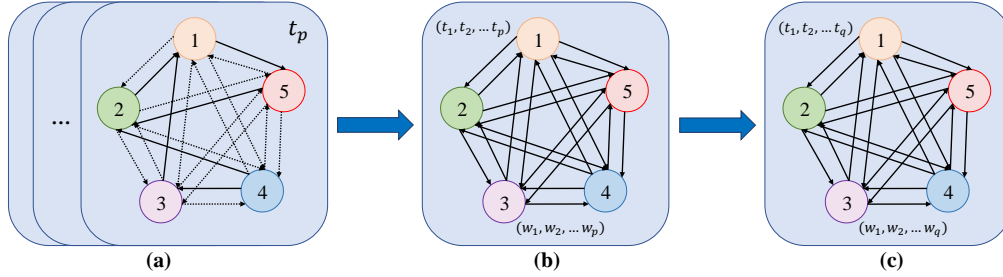 ...
t_p
1
2
3
4
5
(a)
(t_1, t_2, ... t_p)
1
2
3
4
5
(w_1, w_2, ... w_p)
(b)
(t_1, t_2, ... t_q)
1
2
3
4
5
(w_1, w_2, ... w_q)
(c)